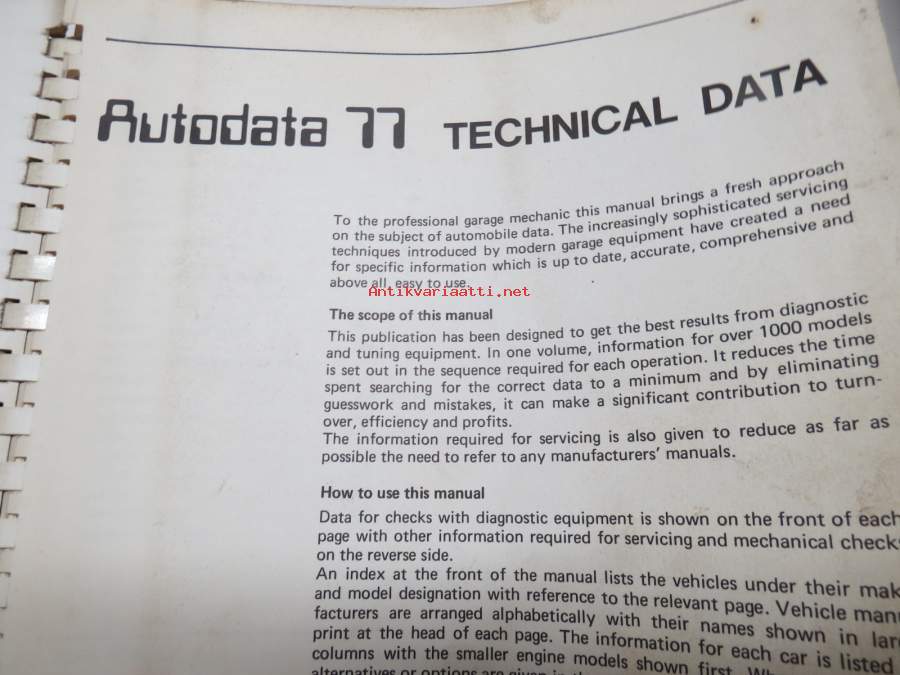 Autodata 77 TECHNICAL DATA
To the professional garage mechanic this manual brings a fresh approach
on the subject of automobile data. The increasingly sophisticated servicing
techniques introduced by modern garage equipment have created a need
for specific information which is up to date, accurate, comprehensive and
above all, easy to use.
Antikvariaatti.net
The scope of this manual
This publication has been designed to get the best results from diagnostic
and tuning equipment. In one volume, information for over 1000 models
is set out in the sequence required for each operation. It reduces the time
spent searching for the correct data to a minimum and by eliminating
guesswork and mistakes, it can make a significant contribution to turn-
over, efficiency and profits.
The information required for servicing is also given to reduce as far as
possible the need to refer to any manufacturers' manuals.
How to use this manual
Data for checks with diagnostic equipment is shown on the front of each
page with other information required for servicing and mechanical checks
on the reverse side.
An index at the front of the manual lists the vehicles under their mak
and model designation with reference to the relevant page. Vehicle manu
facturers are arranged alphabetically with their names shown in larg
print at the head of each page. The information for each car is listed
columns with the smaller engine models shown first. Wh
alternatives or options are given in